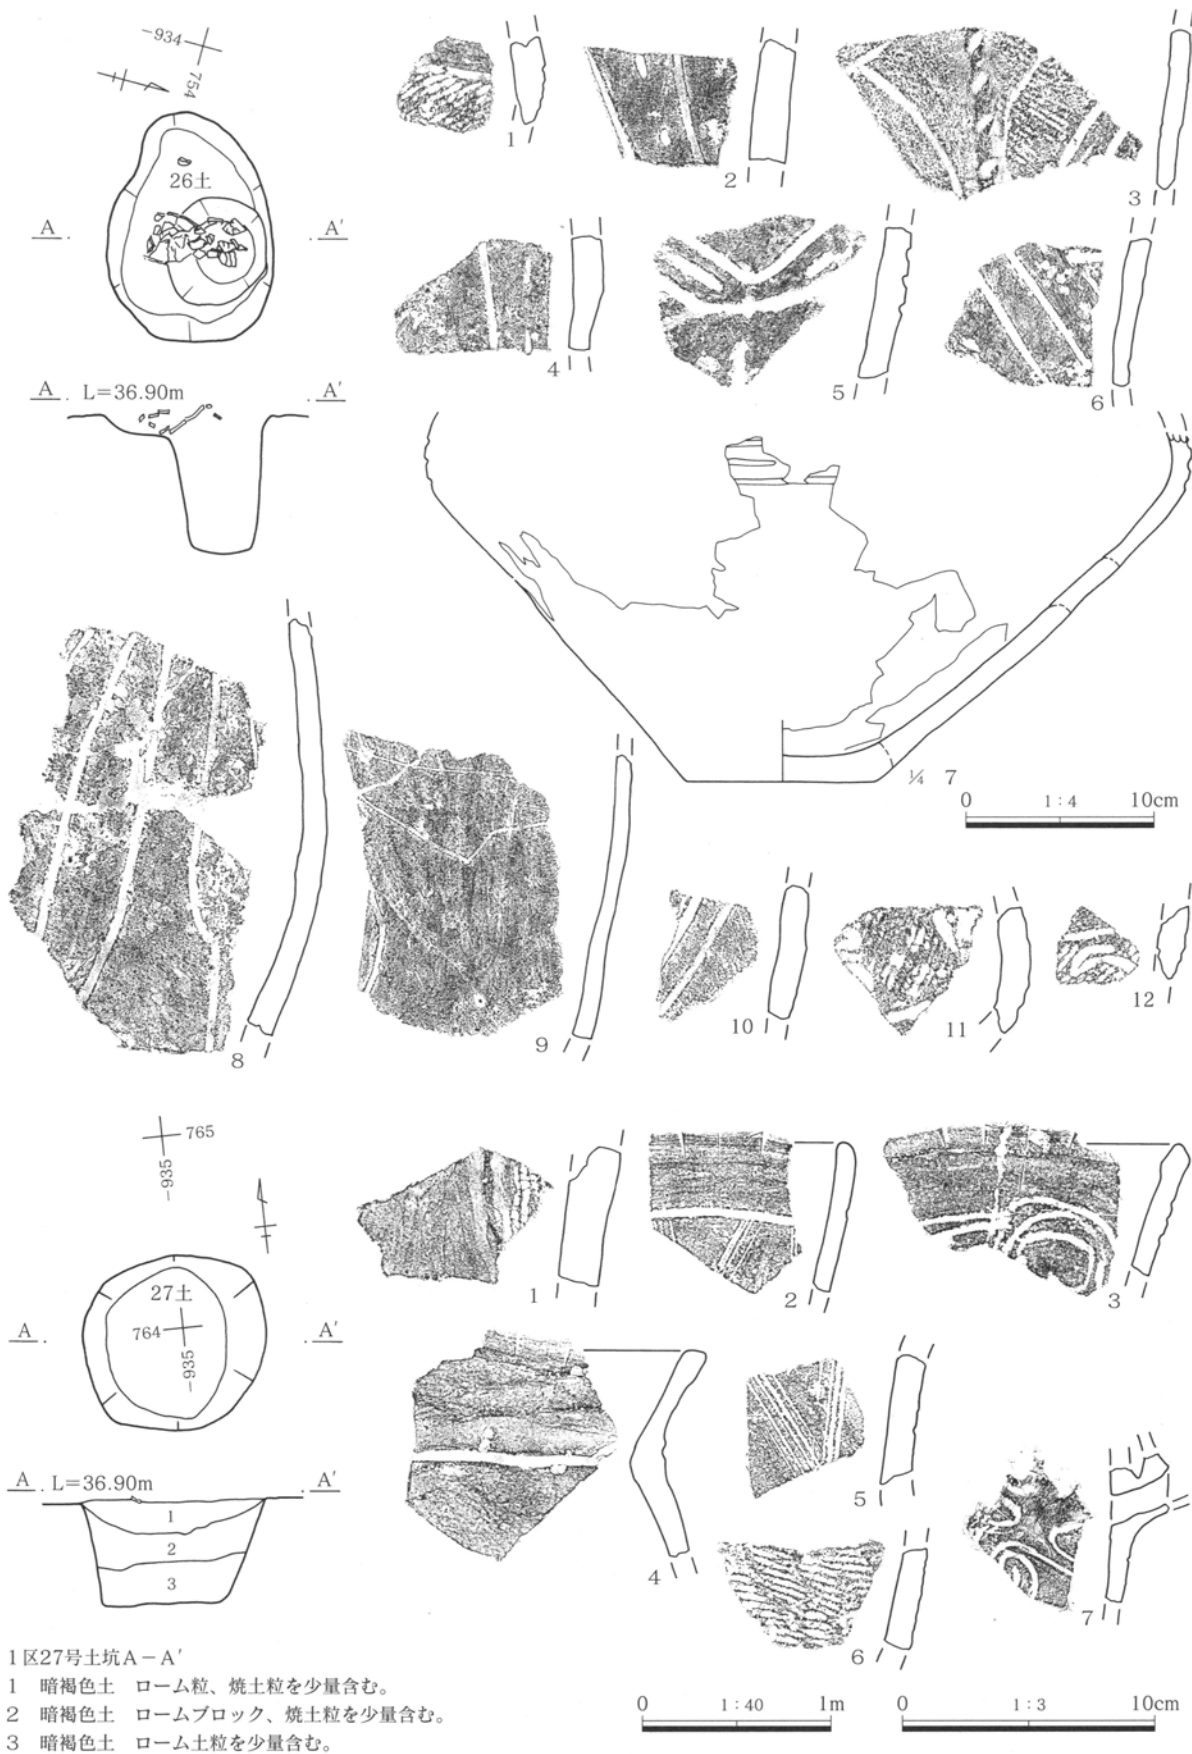 -934
754
26土
A A'
A L=36.90m A'
1
2
3
4
5
6
1/4 7
0 1:4 10cm
8
9
10
11
12
765
-935
27土
764
-935
A A'
A L=36.90m A'
1
2
3
1
2
3
4
5
6
7
1区27号土坑A-A'
1 暗褐色土 ローム粒、焼土粒を少量含む。
2 暗褐色土 ロームブロック、焼土粒を少量含む。
3 暗褐色土 ローム土粒を少量含む。
0 1:40 1m
0 1:3 10cm